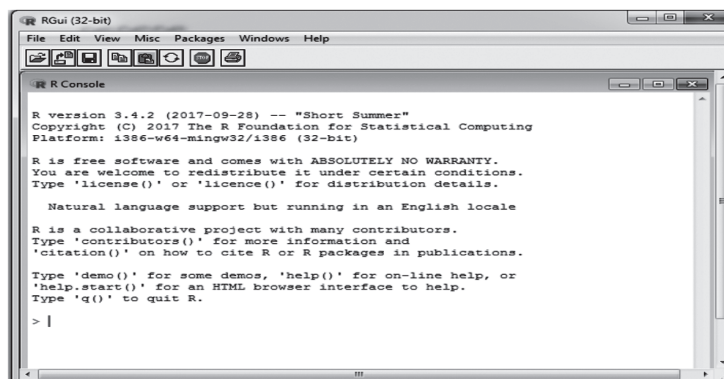 RGui (32-bit)
File Edit View Misc Packages Windows Help
STOP
R Console
R version 3.4.2 (2017-09-28) -- "Short Summer"
Copyright (C) 2017 The R Foundation for Statistical Computing
Platform: i386-w64-mingw32/i386 (32-bit)
R is free software and comes with ABSOLUTELY NO WARRANTY.
You are welcome to redistribute it under certain conditions.
Type 'license()' or 'licence()' for distribution details.
Natural language support but running in an English locale
R is a collaborative project with many contributors.
Type 'contributors()' for more information and
'citation()' on how to cite R or R packages in publications.
Type 'demo()' for some demos, 'help()' for on-line help, or
'help.start()' for an HTML browser interface to help.
Type 'q()' to quit R.
>